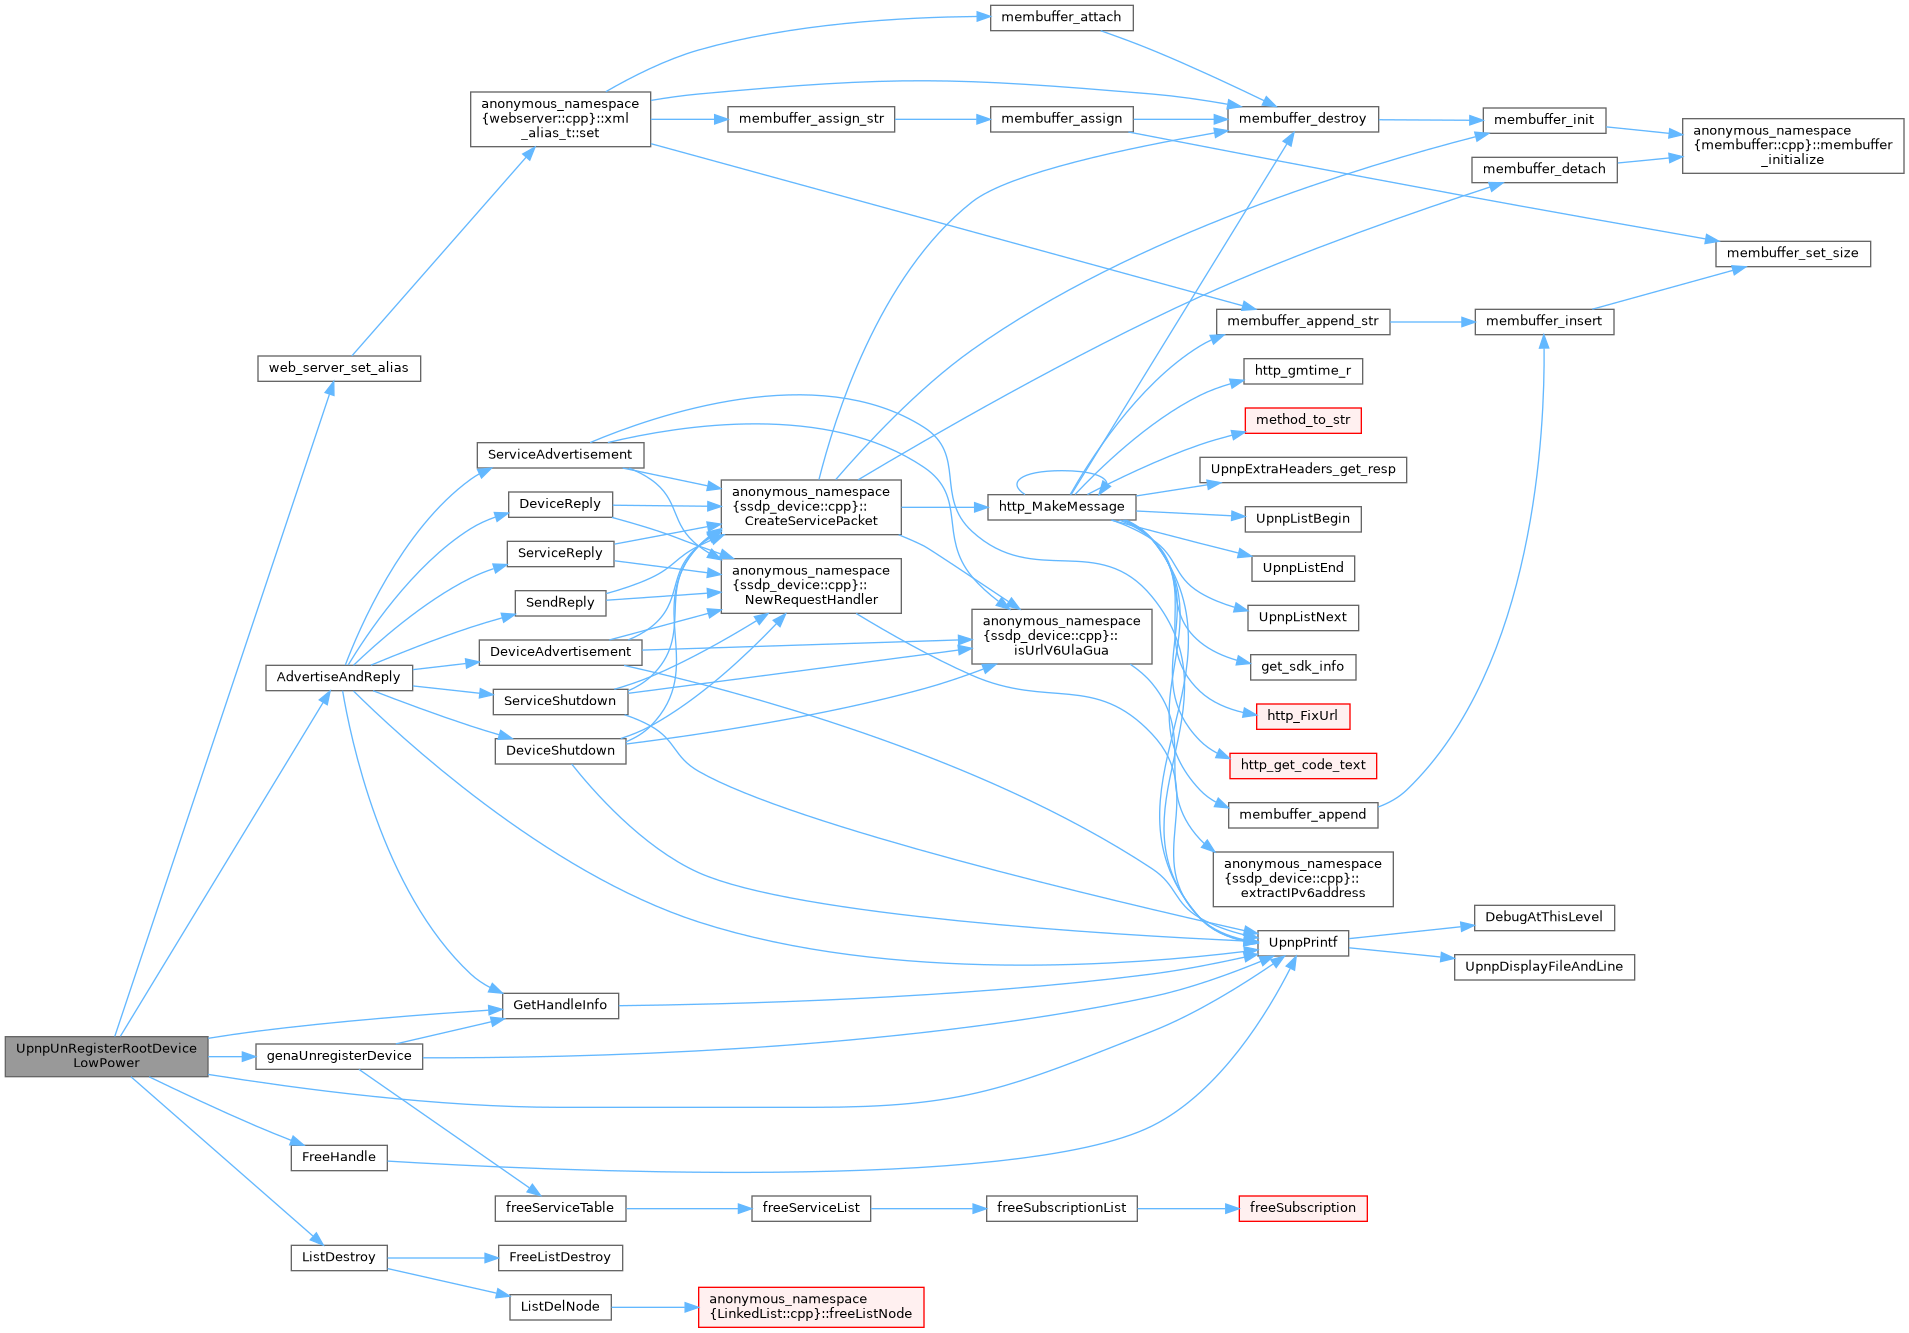 membuffer_attach
anonymous_namespace
{webserver::cpp}::xml
_alias_t::set
membuffer_assign_str
membuffer_assign
membuffer_destroy
membuffer_init
anonymous_namespace
{membuffer::cpp}::membuffer
_initialize
membuffer_detach
membuffer_set_size
membuffer_append_str
membuffer_insert
web_server_set_alias
http_gmtime_r
method_to_str
ServiceAdvertisement
UpnpExtraHeaders_get_resp
DeviceReply
anonymous_namespace
{ssdp_device::cpp}::
CreateServicePacket
http_MakeMessage
UpnpListBegin
ServiceReply
UpnpListEnd
anonymous_namespace
{ssdp_device::cpp}::
NewRequestHandler
SendReply
UpnpListNext
anonymous_namespace
{ssdp_device::cpp}::
isUrlV6UlaGua
DeviceAdvertisement
get_sdk_info
AdvertiseAndReply
ServiceShutdown
http_FixUrl
DeviceShutdown
http_get_code_text
membuffer_append
anonymous_namespace
{ssdp_device::cpp}::
extractIPv6address
DebugAtThisLevel
UpnpPrintf
UpnpDisplayFileAndLine
GetHandleInfo
UpnpUnRegisterRootDevice
LowPower
genaUnregisterDevice
FreeHandle
freeServiceTable
freeServiceList
freeSubscriptionList
freeSubscription
ListDestroy
FreeListDestroy
ListDelNode
anonymous_namespace
{LinkedList::cpp}::freeListNode